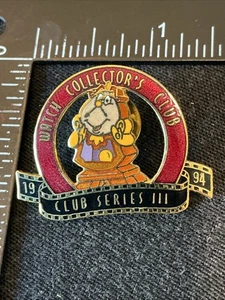 1
WATCH COLLECTOR'S CLUB
19 94
CLUB SERIES III